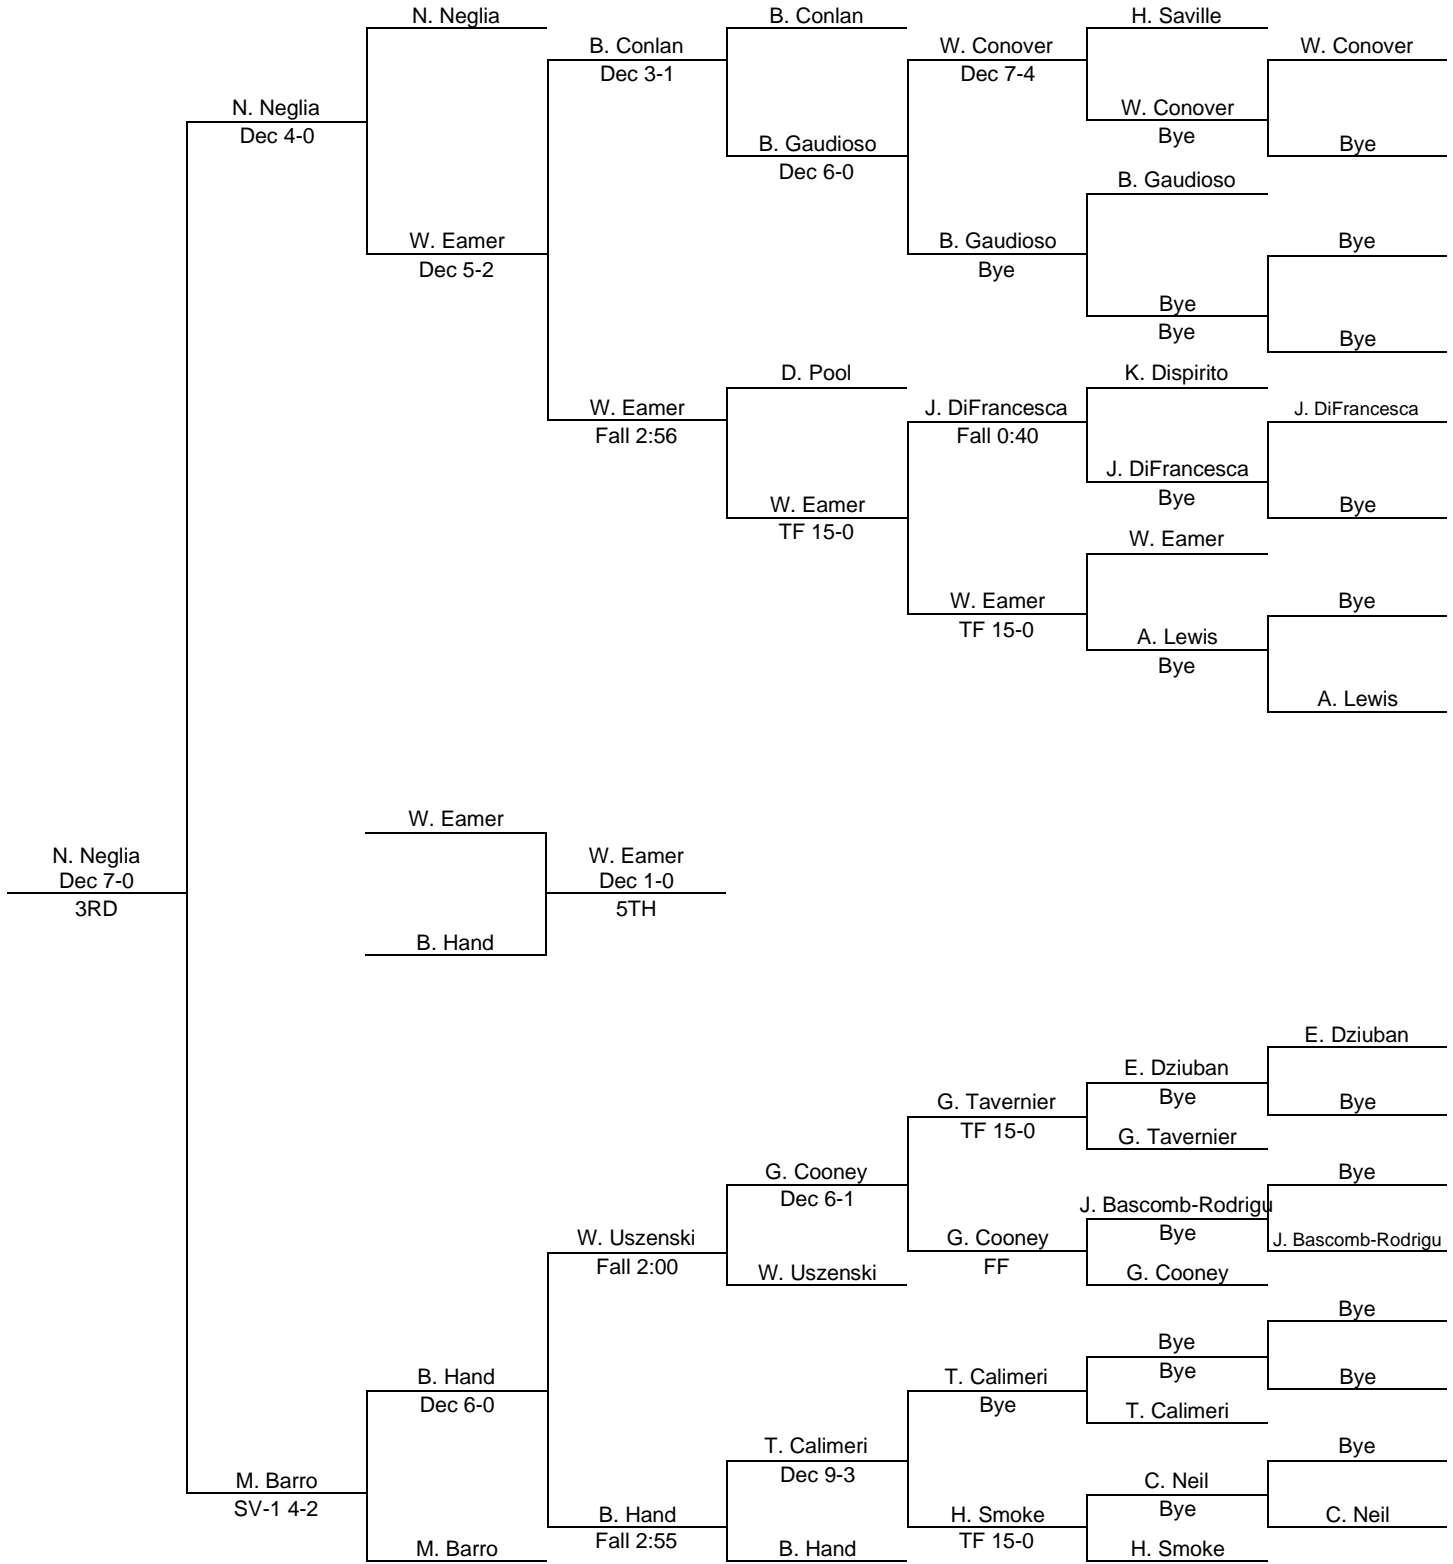 N. Neglia
B. Conlan
H. Saville
B. Conlan
Dec 3-1
W. Conover
Dec 7-4
W. Conover
N. Neglia
Dec 4-0
W. Conover
Bye
B. Gaudioso
Dec 6-0
Bye
B. Gaudioso
W. Eamer
Dec 5-2
B. Gaudioso
Bye
Bye
Bye
Bye
Bye
D. Pool
K. Dispirito
W. Eamer
Fall 2:56
J. DiFrancesca
Fall 0:40
J. DiFrancesca
J. DiFrancesca
Bye
W. Eamer
TF 15-0
Bye
W. Eamer
W. Eamer
TF 15-0
Bye
A. Lewis
Bye
A. Lewis
W. Eamer
N. Neglia
Dec 7-0
3RD
W. Eamer
Dec 1-0
5TH
B. Hand
E. Dziuban
E. Dziuban
Bye
G. Tavernier
TF 15-0
Bye
G. Tavernier
G. Cooney
Dec 6-1
Bye
J. Bascomb-Rodrigu
Bye
W. Uszenski
Fall 2:00
G. Cooney
FF
J. Bascomb-Rodrigu
W. Uszenski
G. Cooney
Bye
Bye
Bye
B. Hand
Dec 6-0
T. Calimeri
Bye
Bye
T. Calimeri
T. Calimeri
Dec 9-3
Bye
M. Barro
SV-1 4-2
C. Neil
Bye
B. Hand
Fall 2:55
H. Smoke
TF 15-0
C. Neil
M. Barro
B. Hand
H. Smoke